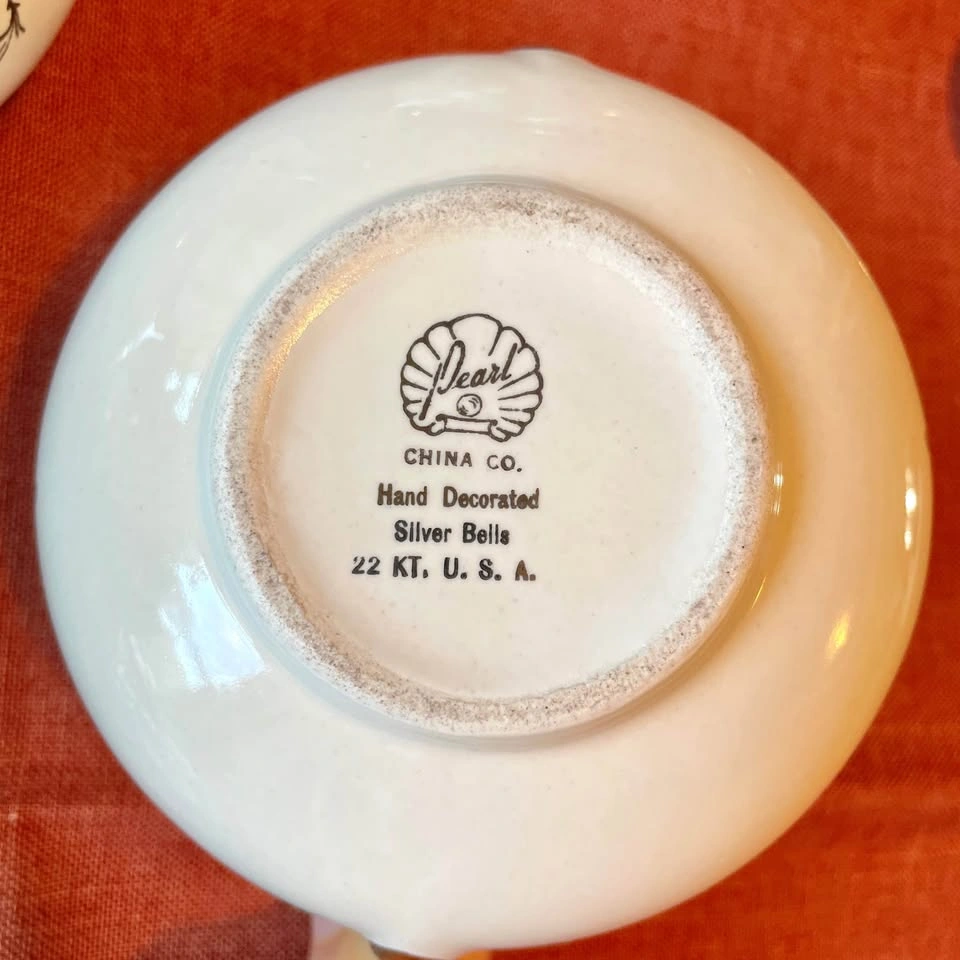 Pearl
CHINA CO.
Hand Decorated
Silver Bells
22 KT. U. S. A.